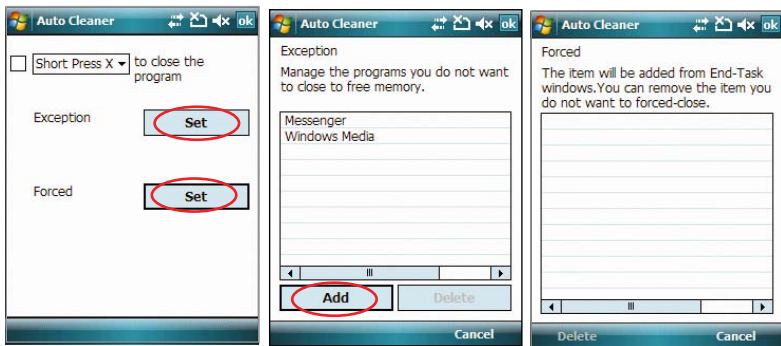 Auto Cleaner ok
Short Press X to close the
program
Exception Set
Forced Set
Auto Cleaner ok
Exception
Manage the programs you do not want
to close to free memory.
Messenger
Windows Media
Add Delete
Cancel
Auto Cleaner ok
Forced
The item will be added from End-Task
windows.You can remove the item you
do not want to forced-close.
Delete Cancel